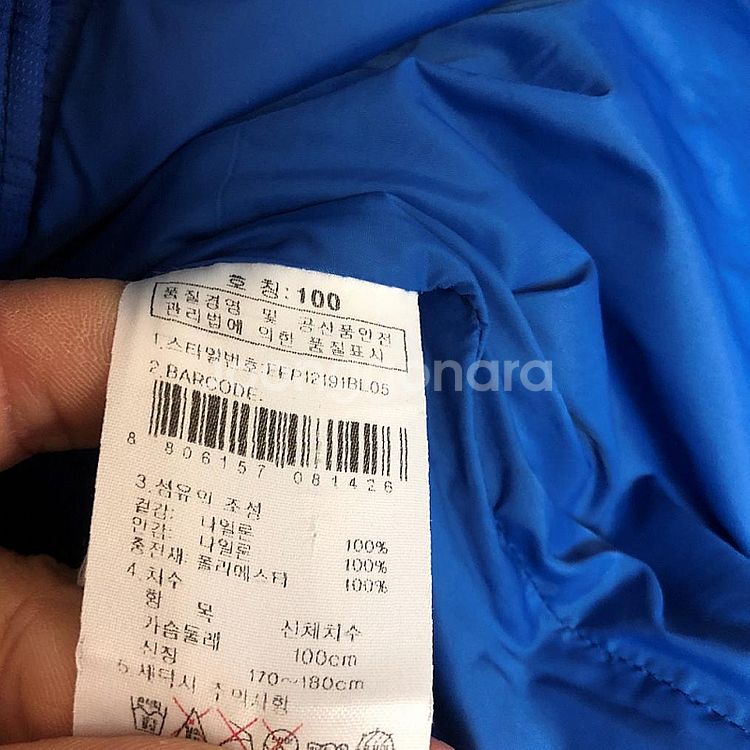 호 칭: 100
품질경영 및 공산품안전
관리법에 의한 품질표시
1.스타일번호:EFP12191BL05
2.BARCODE:
8 806157 081426
3.섬유의 조성
겉감: 나일론 100%
안감: 나일론 100%
충전재: 폴리에스터 100%
4.치수
항 목 신체치수
가슴둘레 100cm
신장 170~180cm
5.세탁시 주의사항